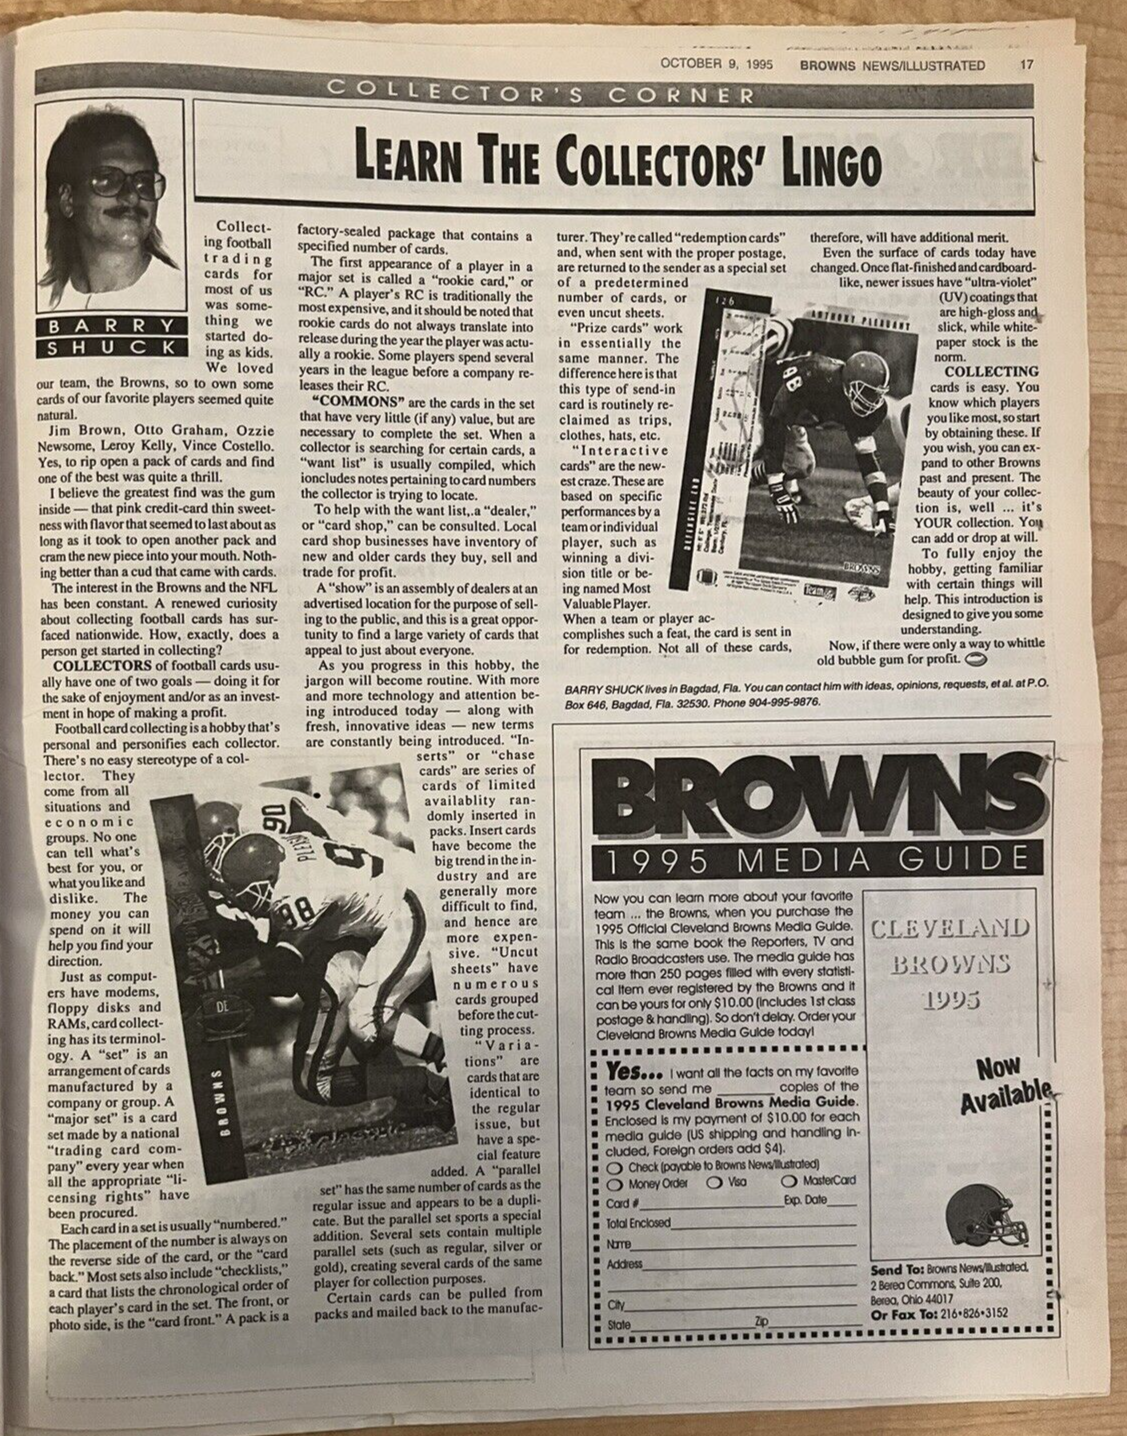 OCTOBER 9, 1995 BROWNS NEWS/ILLUSTRATED 17
COLLECTOR'S CORNER
LEARN THE COLLECTORS' LINGO
BARRY
SHUCK
Collect-
ing football
trading
cards for
most of us
was some-
thing we
started do-
ing as kids.
We loved
our team, the Browns, so to own some
cards of our favorite players seemed quite
natural.
Jim Brown, Otto Graham, Ozzie
Newsome, Leroy Kelly, Vince Costello.
Yes, to rip open a pack of cards and find
one of the best was quite a thrill.
I believe the greatest find was the gum
inside — that pink credit-card thin sweet-
ness with flavor that seemed to last about as
long as it took to open another pack and
cram the new piece into your mouth. Noth-
ing better than a cud that came with cards.
The interest in the Browns and the NFL
has been constant. A renewed curiosity
about collecting football cards has sur-
faced nationwide. How, exactly, does a
person get started in collecting?
COLLECTORS of football cards usu-
ally have one of two goals — doing it for
the sake of enjoyment and/or as an invest-
ment in hope of making a profit.
Football card collecting is a hobby that's
personal and personifies each collector.
There's no easy stereotype of a col-
lector. They
come from all
situations and
economic
groups. No one
can tell what's
best for you, or
what you like and
dislike. The
money you can
spend on it will
help you find your
direction.
Just as comput-
ers have modems,
floppy disks and
RAMs, card collect-
ing has its terminol-
ogy. A "set" is an
arrangement of cards
manufactured by a
company or group. A
"major set" is a card
set made by a national
"trading card com-
pany" every year when
all the appropriate "li-
censing rights" have
been procured.
Each card in a set is usually "numbered."
The placement of the number is always on
the reverse side of the card, or the "card
back." Most sets also include "checklists,"
a card that lists the chronological order of
each player's card in the set. The front, or
photo side, is the "card front." A pack is a
factory-sealed package that contains a
specified number of cards.
The first appearance of a player in a
major set is called a "rookie card," or
"RC." A player's RC is traditionally the
most expensive, and it should be noted that
rookie cards do not always translate into
release during the year the player was actu-
ally a rookie. Some players spend several
years in the league before a company re-
leases their RC.
"COMMONS" are the cards in the set
that have very little (if any) value, but are
necessary to complete the set. When a
collector is searching for certain cards, a
"want list" is usually compiled, which
ioncludes notes pertaining to card numbers
the collector is trying to locate.
To help with the want list,.a "dealer,"
or "card shop," can be consulted. Local
card shop businesses have inventory of
new and older cards they buy, sell and
trade for profit.
A "show" is an assembly of dealers at an
advertised location for the purpose of sell-
ing to the public, and this is a great oppor-
tunity to find a large variety of cards that
appeal to just about everyone.
As you progress in this hobby, the
jargon will become routine. With more
and more technology and attention be-
ing introduced today — along with
fresh, innovative ideas — new terms
are constantly being introduced. "In-
serts" or "chase
cards" are series of
cards of limited
availablity ran-
domly inserted in
packs. Insert cards
have become the
big trend in the in-
dustry and are
generally more
difficult to find,
and hence are
more expen-
sive. "Uncut
sheets" have
numerous
cards grouped
before the cut-
ting process.
"Varia-
tions" are
cards that are
identical to
the regular
issue, but
have a spe-
cial feature
added. A "parallel
set" has the same number of cards as the
regular issue and appears to be a dupli-
cate. But the parallel set sports a special
addition. Several sets contain multiple
parallel sets (such as regular, silver or
gold), creating several cards of the same
player for collection purposes.
Certain cards can be pulled from
packs and mailed back to the manufac-
98
90
DE
BROWNS
turer. They're called "redemption cards"
and, when sent with the proper postage,
are returned to the sender as a special set
of a predetermined
number of cards, or
even uncut sheets.
"Prize cards" work
in essentially the
same manner. The
difference here is that
this type of send-in
card is routinely re-
claimed as trips,
clothes, hats, etc.
"Interactive
cards" are the new-
est craze. These are
based on specific
performances by a
team or individual
player, such as
winning a divi-
sion title or be-
ing named Most
Valuable Player.
When a team or player ac-
complishes such a feat, the card is sent in
for redemption. Not all of these cards,
126
ANTHONY PLEASANT
98
DEFENSIVE END
BROWNS
therefore, will have additional merit.
Even the surface of cards today have
changed. Once flat-finished and cardboard-
like, newer issues have "ultra-violet"
(UV) coatings that
are high-gloss and
slick, while white-
paper stock is the
norm.
COLLECTING
cards is easy. You
know which players
you like most, so start
by obtaining these. If
you wish, you can ex-
pand to other Browns
past and present. The
beauty of your collec-
tion is, well ... it's
YOUR collection. You
can add or drop at will.
To fully enjoy the
hobby, getting familiar
with certain things will
help. This introduction is
designed to give you some
understanding.
Now, if there were only a way to whittle
old bubble gum for profit.
BARRY SHUCK lives in Bagdad, Fla. You can contact him with ideas, opinions, requests, et al. at P.O.
Box 646, Bagdad, Fla. 32530. Phone 904-995-9876.
BROWNS
1995 MEDIA GUIDE
Now you can learn more about your favorite
team ... the Browns, when you purchase the
1995 Official Cleveland Browns Media Guide.
This is the same book the Reporters, TV and
Radio Broadcasters use. The media guide has
more than 250 pages filled with every statisti-
cal item ever registered by the Browns and it
can be yours for only $10.00 (includes 1st class
postage & handling). So don't delay. Order your
Cleveland Browns Media Guide today!
Yes... I want all the facts on my favorite
team so send me ________ copies of the
1995 Cleveland Browns Media Guide.
Enclosed is my payment of $10.00 for each
media guide (US shipping and handling in-
cluded, Foreign orders add $4).
Check (payable to Browns News/Illustrated)
Money Order Visa MasterCard
Card # Exp. Date
Total Enclosed
Name
Address
City
State Zip
CLEVELAND
BROWNS
1995
Now
Available
Send To: Browns News/Illustrated,
2 Berea Commons, Suite 200,
Berea, Ohio 44017
Or Fax To: 216•826•3152